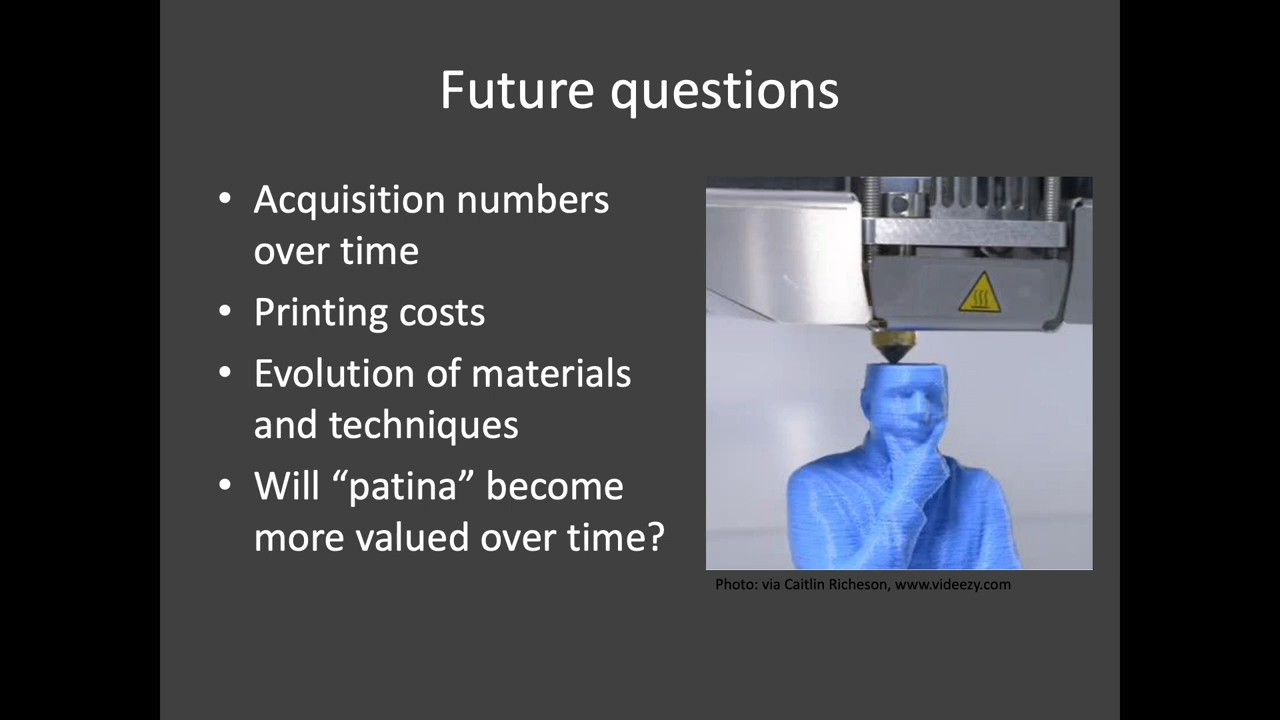 Future questions
• Acquisition numbers
over time
• Printing costs
• Evolution of materials
and techniques
• Will “patina” become
more valued over time?
Photo: via Caitlin Richeson, www.videezy.com